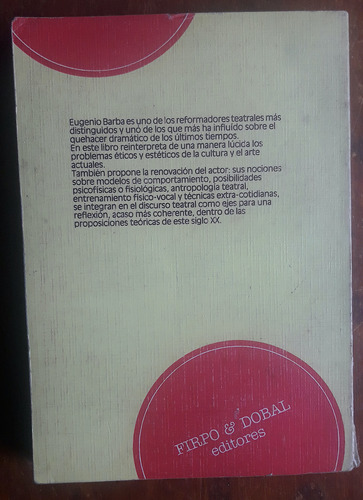 Eugenio Barba es uno de los reformadores teatrales más
distinguidos y uno de los que más ha influído sobre el
quehacer dramático de los últimos tiempos.
En este libro reinterpreta de una manera lúcida los
problemas éticos y estéticos de la cultura y el arte
actuales.
También propone la renovación del actor: sus nociones
sobre modelos de comportamiento, posibilidades
psicofísicas o fisiológicas, antropología teatral,
entrenamiento físico-vocal y técnicas extra-cotidianas,
se integran en el discurso teatral como ejes para una
reflexión, acaso más coherente, dentro de las
proposiciones teóricas de este siglo XX.
FIRPO & DOBAL
editores